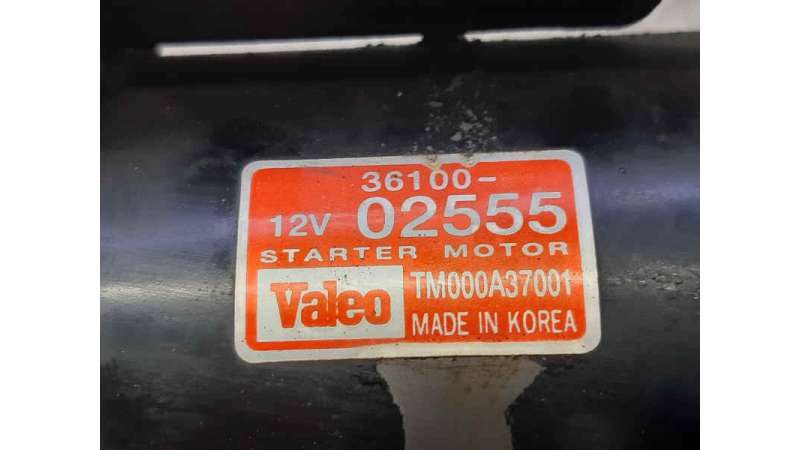 36100-
12V 02555
STARTER MOTOR
Valeo TM000A37001
MADE IN KOREA